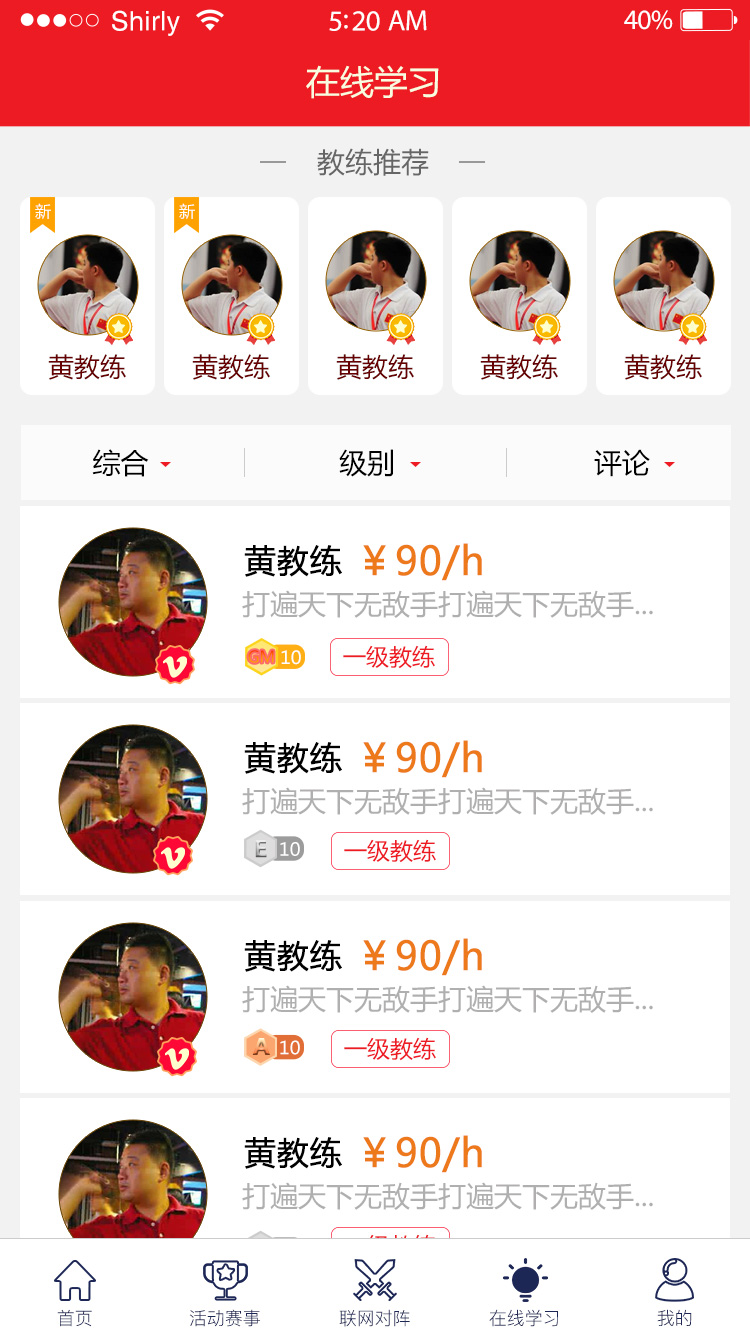 Shirly 5:20 AM 40%
在线学习
教练推荐
新 新
黄教练 黄教练 黄教练 黄教练 黄教练
综合 级别 评论
黄教练 ¥ 90/h
打遍天下无敌手打遍天下无敌手...
GM 10 一级教练
黄教练 ¥ 90/h
打遍天下无敌手打遍天下无敌手...
E 10 一级教练
黄教练 ¥ 90/h
打遍天下无敌手打遍天下无敌手...
A 10 一级教练
黄教练 ¥ 90/h
打遍天下无敌手打遍天下无敌手...
首页 活动赛事 联网对阵 在线学习 我的